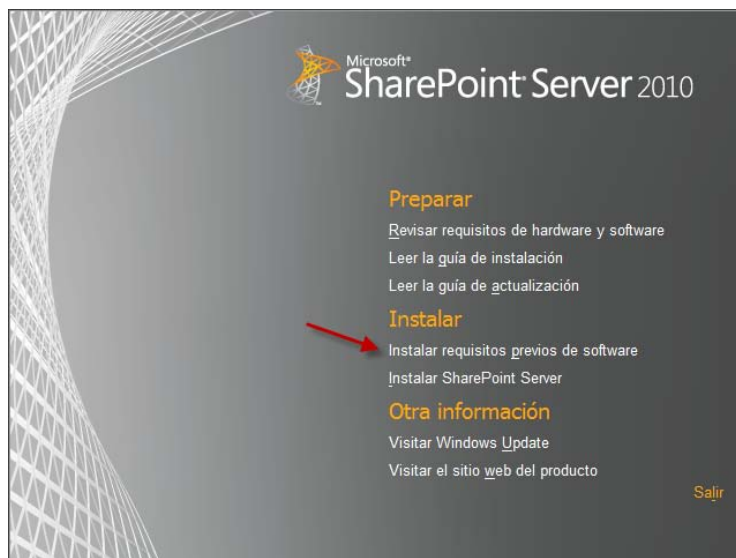 Microsoft®
SharePoint® Server 2010
Preparar
Revisar requisitos de hardware y software
Leer la guía de instalación
Leer la guía de actualización
Instalar
Instalar requisitos previos de software
Instalar SharePoint Server
Otra información
Visitar Windows Update
Visitar el sitio web del producto
Salir